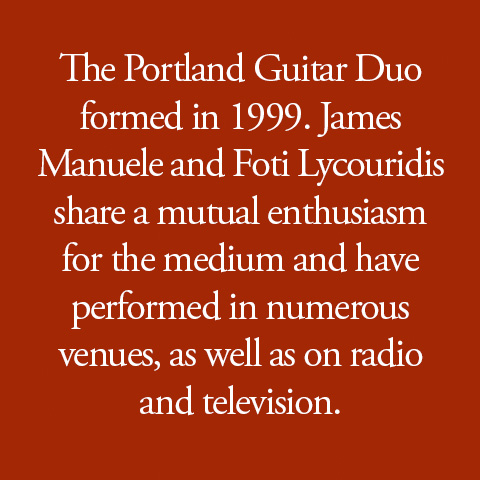 The Portland Guitar Duo
formed in 1999. James
Manuele and Foti Lycouridis
share a mutual enthusiasm
for the medium and have
performed in numerous
venues, as well as on radio
and television.